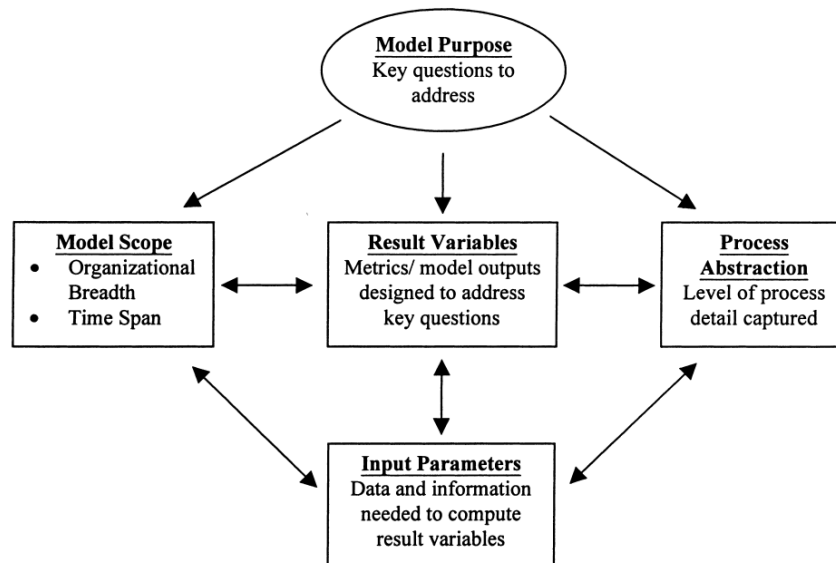 Model Purpose
Key questions to
address
Model Scope
• Organizational
Breadth
• Time Span
Result Variables
Metrics/ model outputs
designed to address
key questions
Process
Abstraction
Level of process
detail captured
Input Parameters
Data and information
needed to compute
result variables